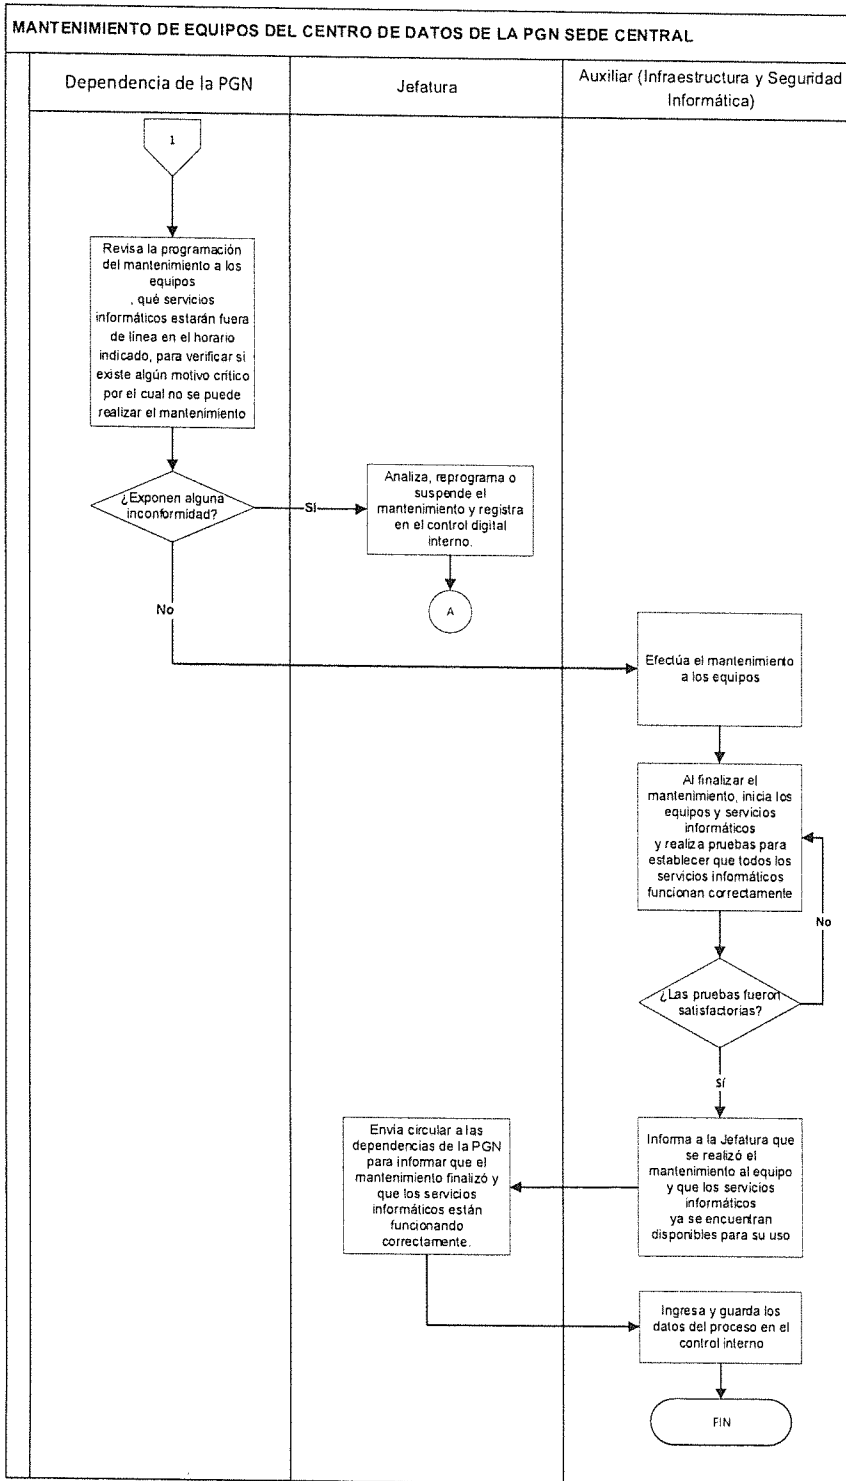 MANTENIMIENTO DE EQUIPOS DEL CENTRO DE DATOS DE LA PGN SEDE CENTRAL
Dependencia de la PGN
Jefatura
Auxiliar (Infraestructura y Seguridad
Informática)
1
Revisa la programación
del mantenimiento a los
equipos
, qué servicios
informáticos estarán fuera
de línea en el horario
indicado, para verificar si
existe algún motivo crítico
por el cual no se puede
realizar el mantenimiento
¿Exponen alguna
inconformidad?
Sí
Analiza, reprograma o
suspende el
mantenimiento y registra
en el control digital
interno.
A
No
Efectúa el mantenimiento
a los equipos
Al finalizar el
mantenimiento, inicia los
equipos y servicios
informáticos
y realiza pruebas para
establecer que todos los
servicios informáticos
funcionan correctamente
No
¿Las pruebas fueron
satisfactorias?
Sí
Informa a la Jefatura que
se realizó el
mantenimiento al equipo
y que los servicios
informáticos
ya se encuentran
disponibles para su uso
Envía circular a las
dependencias de la PGN
para informar que el
mantenimiento finalizó y
que los servicios
informáticos están
funcionando
correctamente.
Ingresa y guarda los
datos del proceso en el
control interno
FIN